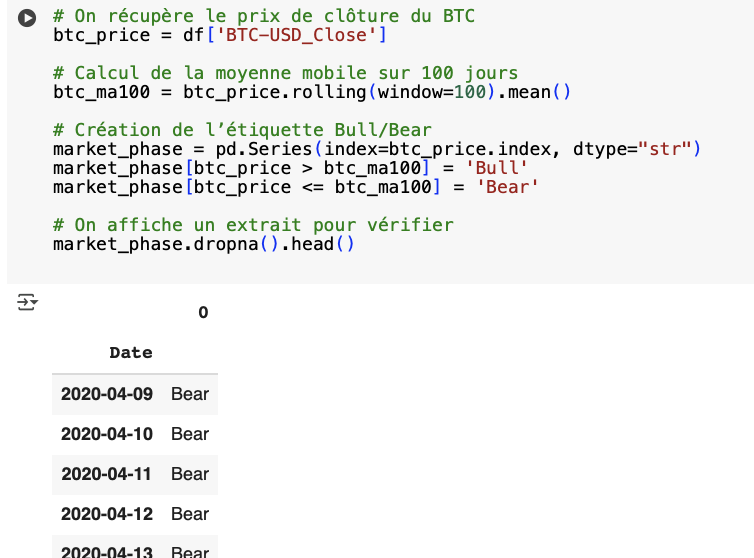 # On récupère le prix de clôture du BTC
btc_price = df['BTC-USD_Close']
# Calcul de la moyenne mobile sur 100 jours
btc_ma100 = btc_price.rolling(window=100).mean()
# Création de l’étiquette Bull/Bear
market_phase = pd.Series(index=btc_price.index, dtype="str")
market_phase[btc_price > btc_ma100] = 'Bull'
market_phase[btc_price <= btc_ma100] = 'Bear'
# On affiche un extrait pour vérifier
market_phase.dropna().head()
0
Date
2020-04-09 Bear
2020-04-10 Bear
2020-04-11 Bear
2020-04-12 Bear
2020-04-13 Bear